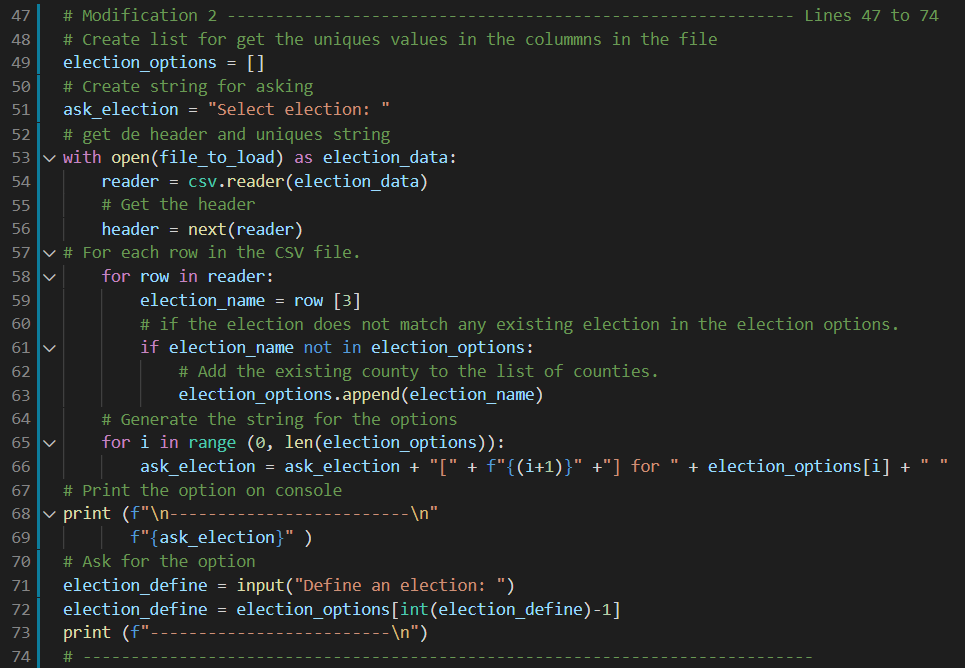 47 # Modification 2 ----------------------------------------------------------- Lines 47 to 74
48 # Create list for get the uniques values in the colummns in the file
49 election_options = []
50 # Create string for asking
51 ask_election = "Select election: "
52 # get de header and uniques string
53 with open(file_to_load) as election_data:
54     reader = csv.reader(election_data)
55     # Get the header
56     header = next(reader)
57 # For each row in the CSV file.
58     for row in reader:
59         election_name = row [3]
60         # if the election does not match any existing election in the election options.
61         if election_name not in election_options:
62             # Add the existing county to the list of counties.
63             election_options.append(election_name)
64     # Generate the string for the options
65     for i in range (0, len(election_options)):
66         ask_election = ask_election + "[" + f"{(i+1)}" +"] for " + election_options[i] + " "
67 # Print the option on console
68 print (f"\n-------------------------\n"
69        f"{ask_election}" )
70 # Ask for the option
71 election_define = input("Define an election: ")
72 election_define = election_options[int(election_define)-1]
73 print (f"-------------------------\n")
74 # ----------------------------------------------------------------------------